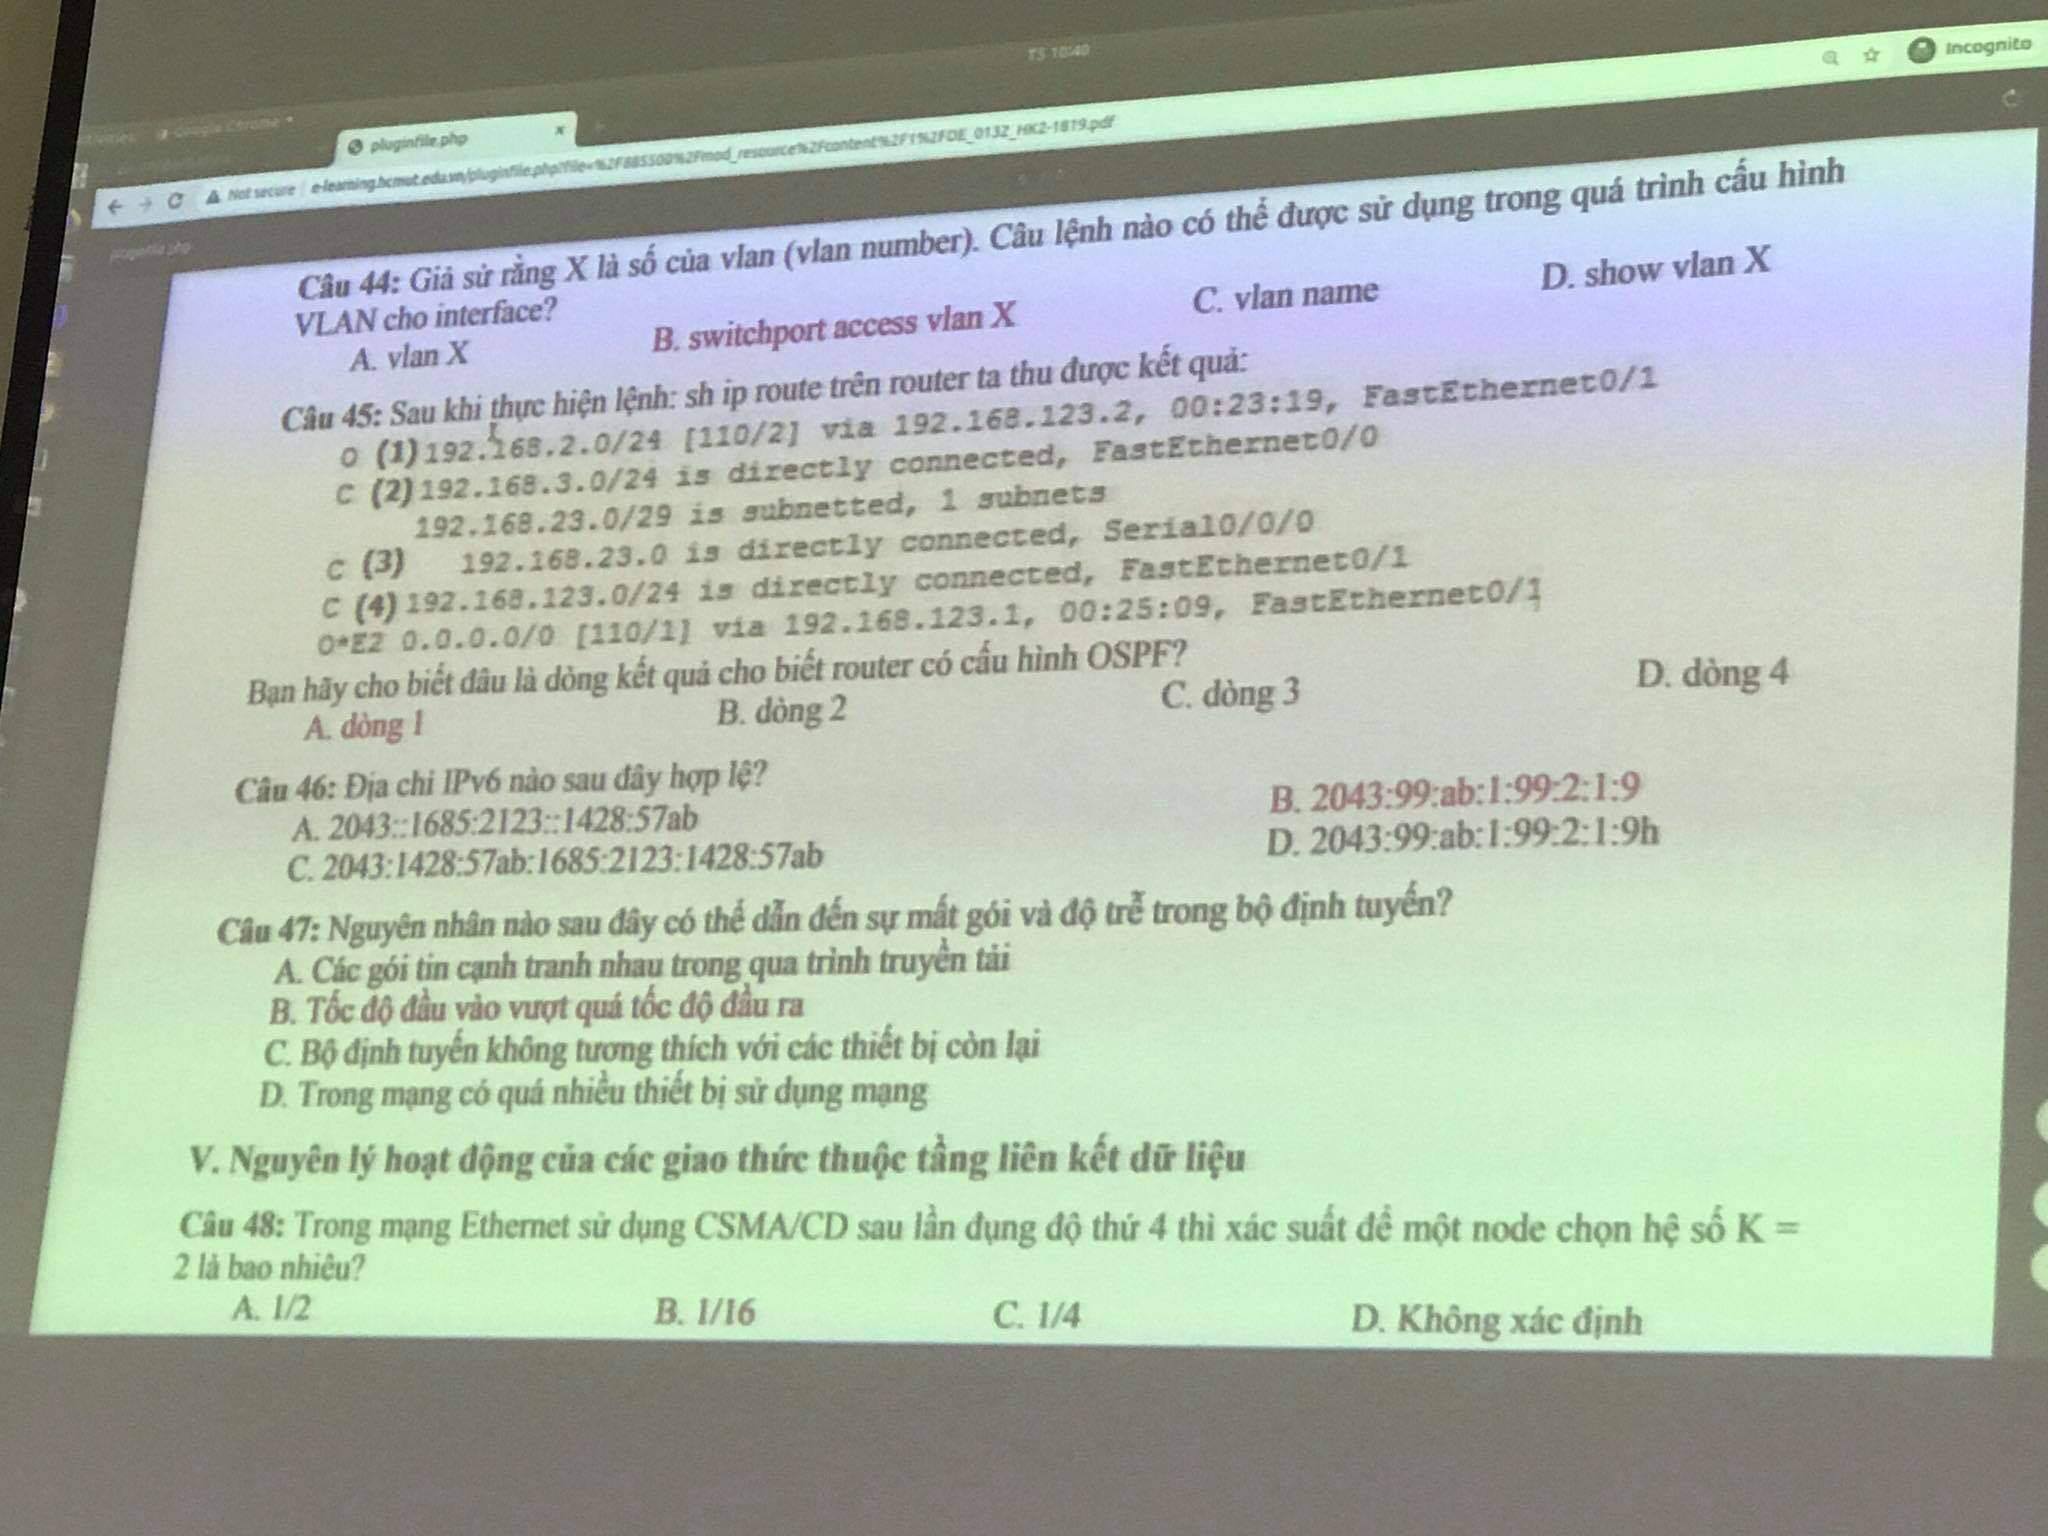 TS 10:40
Google Chrome
Incognito
pluginfile.php
Not secure | e-learning.hcmut.edu.vn/pluginfile.php?file=%2F885500%2Fmod_resource%2Fcontent%2F1%2FDE_0132_HK2-1819.pdf
pluginfile.php
Câu 44: Giả sử rằng X là số của vlan (vlan number). Câu lệnh nào có thể được sử dụng trong quá trình cấu hình
VLAN cho interface?
A. vlan X B. switchport access vlan X C. vlan name D. show vlan X
Câu 45: Sau khi thực hiện lệnh: sh ip route trên router ta thu được kết quả:
O (1) 192.168.2.0/24 [110/2] via 192.168.123.2, 00:23:19, FastEthernet0/1
C (2) 192.168.3.0/24 is directly connected, FastEthernet0/0
192.168.23.0/29 is subnetted, 1 subnets
C (3) 192.168.23.0 is directly connected, Serial0/0/0
C (4) 192.168.123.0/24 is directly connected, FastEthernet0/1
O*E2 0.0.0.0/0 [110/1] via 192.168.123.1, 00:25:09, FastEthernet0/1
Bạn hãy cho biết đâu là dòng kết quả cho biết router có cấu hình OSPF?
A. dòng 1 B. dòng 2 C. dòng 3 D. dòng 4
Câu 46: Địa chỉ IPv6 nào sau đây hợp lệ?
A. 2043::1685:2123::1428:57ab B. 2043:99:ab:1:99:2:1:9
C. 2043:1428:57ab:1685:2123:1428:57ab D. 2043:99:ab:1:99:2:1:9h
Câu 47: Nguyên nhân nào sau đây có thể dẫn đến sự mất gói và độ trễ trong bộ định tuyến?
A. Các gói tin cạnh tranh nhau trong qua trình truyền tải
B. Tốc độ đầu vào vượt quá tốc độ đầu ra
C. Bộ định tuyến không tương thích với các thiết bị còn lại
D. Trong mạng có quá nhiều thiết bị sử dụng mạng
V. Nguyên lý hoạt động của các giao thức thuộc tầng liên kết dữ liệu
Câu 48: Trong mạng Ethernet sử dụng CSMA/CD sau lần đụng độ thứ 4 thì xác suất để một node chọn hệ số K =
2 là bao nhiêu?
A. 1/2 B. 1/16 C. 1/4 D. Không xác định